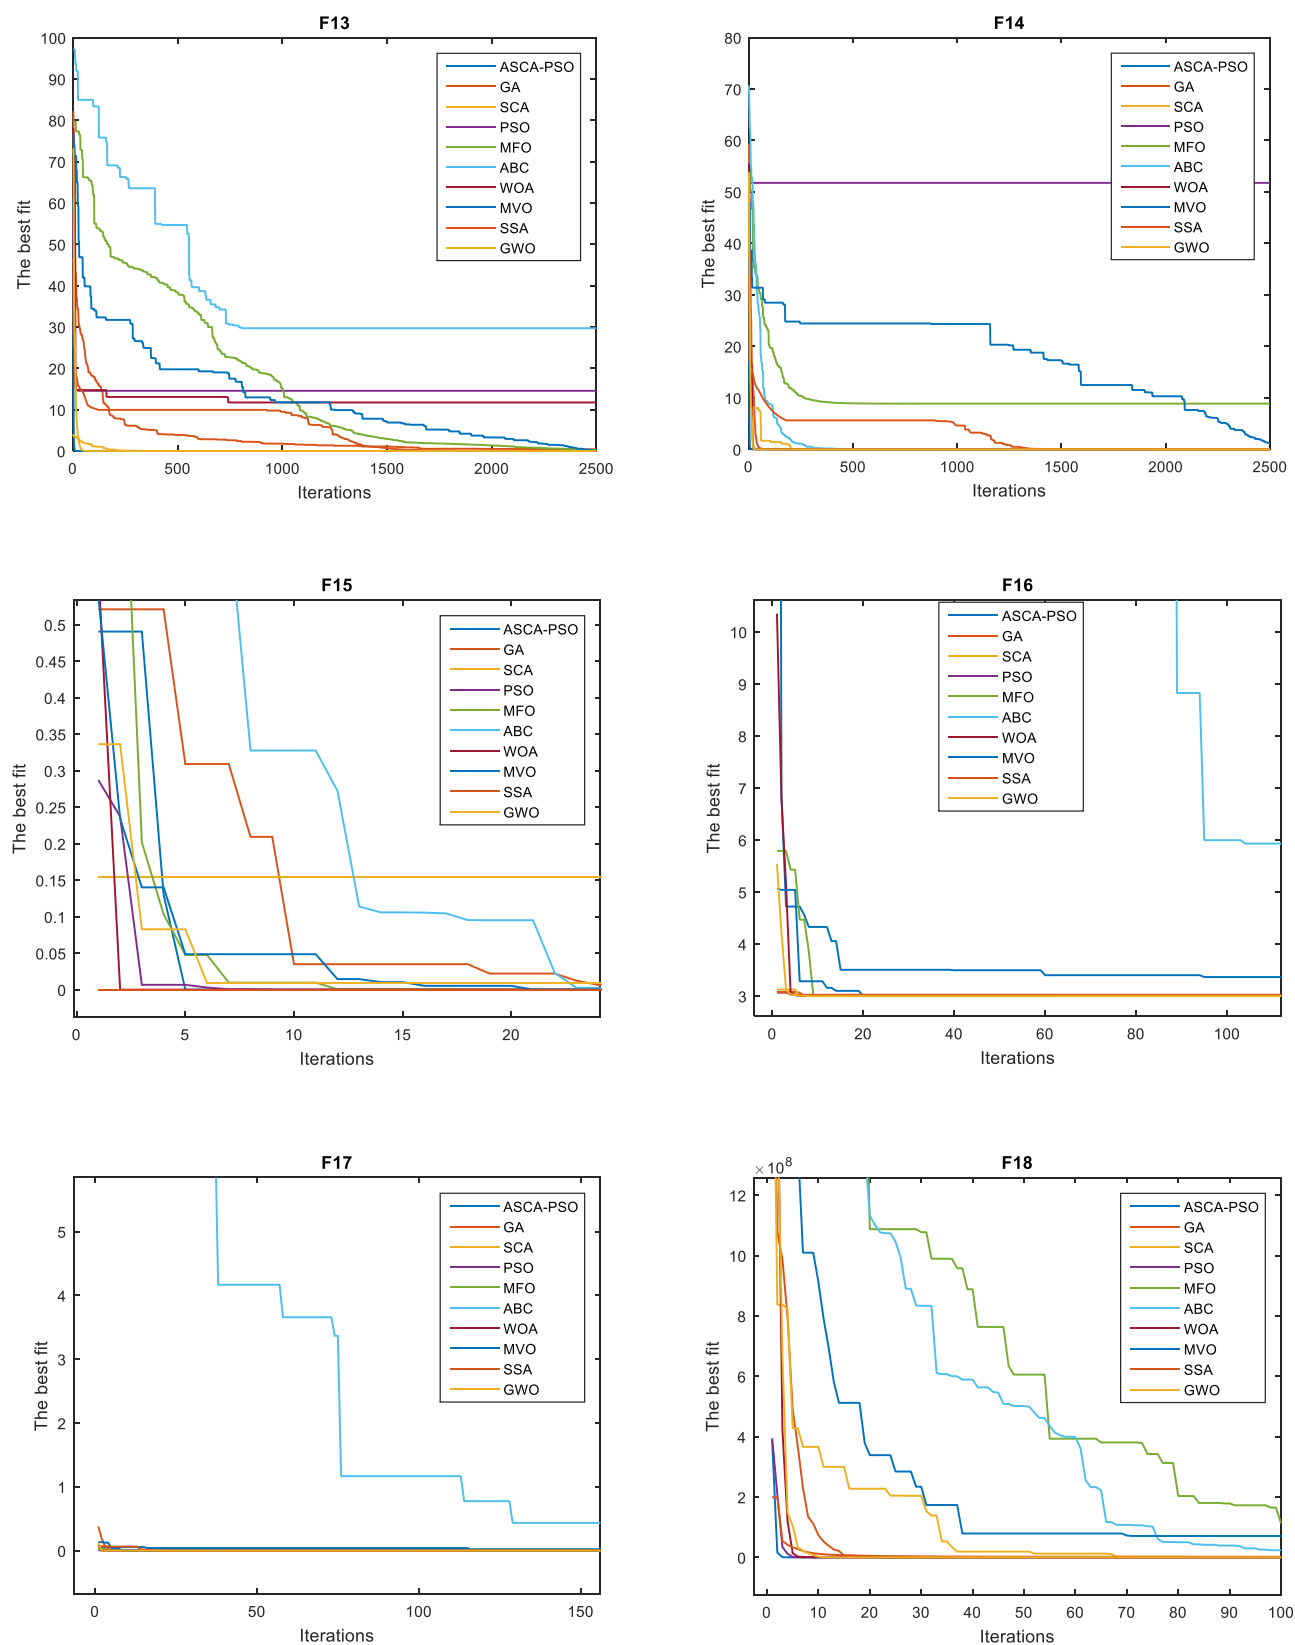 F13
100
90
80
70
60
50
40
30
20
10
0
The best fit
0 500 1000 1500 2000 2500
Iterations
ASCA-PSO
GA
SCA
PSO
MFO
ABC
WOA
MVO
SSA
GWO
F14
80
70
60
50
40
30
20
10
0
The best fit
0 500 1000 1500 2000 2500
Iterations
ASCA-PSO
GA
SCA
PSO
MFO
ABC
WOA
MVO
SSA
GWO
F15
0.5
0.45
0.4
0.35
0.3
0.25
0.2
0.15
0.1
0.05
0
The best fit
0 5 10 15 20
Iterations
ASCA-PSO
GA
SCA
PSO
MFO
ABC
WOA
MVO
SSA
GWO
F16
10
9
8
7
6
5
4
3
The best fit
0 20 40 60 80 100
Iterations
ASCA-PSO
GA
SCA
PSO
MFO
ABC
WOA
MVO
SSA
GWO
F17
5
4
3
2
1
0
The best fit
0 50 100 150
Iterations
ASCA-PSO
GA
SCA
PSO
MFO
ABC
WOA
MVO
SSA
GWO
F18
×10⁸
12
10
8
6
4
2
0
The best fit
0 10 20 30 40 50 60 70 80 90 100
Iterations
ASCA-PSO
GA
SCA
PSO
MFO
ABC
WOA
MVO
SSA
GWO